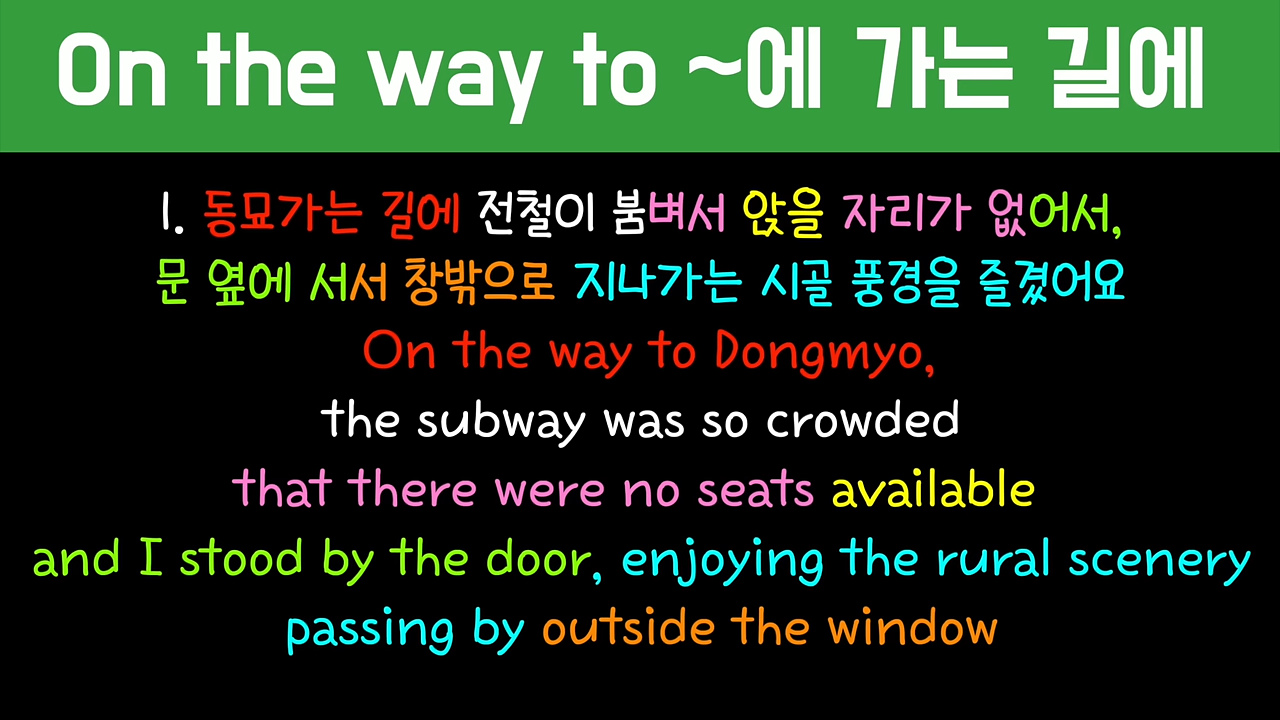 On the way to ~에 가는 길에
1. 동묘가는 길에 전철이 붐벼서 앉을 자리가 없어서,
문 옆에 서서 창밖으로 지나가는 시골 풍경을 즐겼어요
On the way to Dongmyo,
the subway was so crowded
that there were no seats available
and I stood by the door, enjoying the rural scenery
passing by outside the window